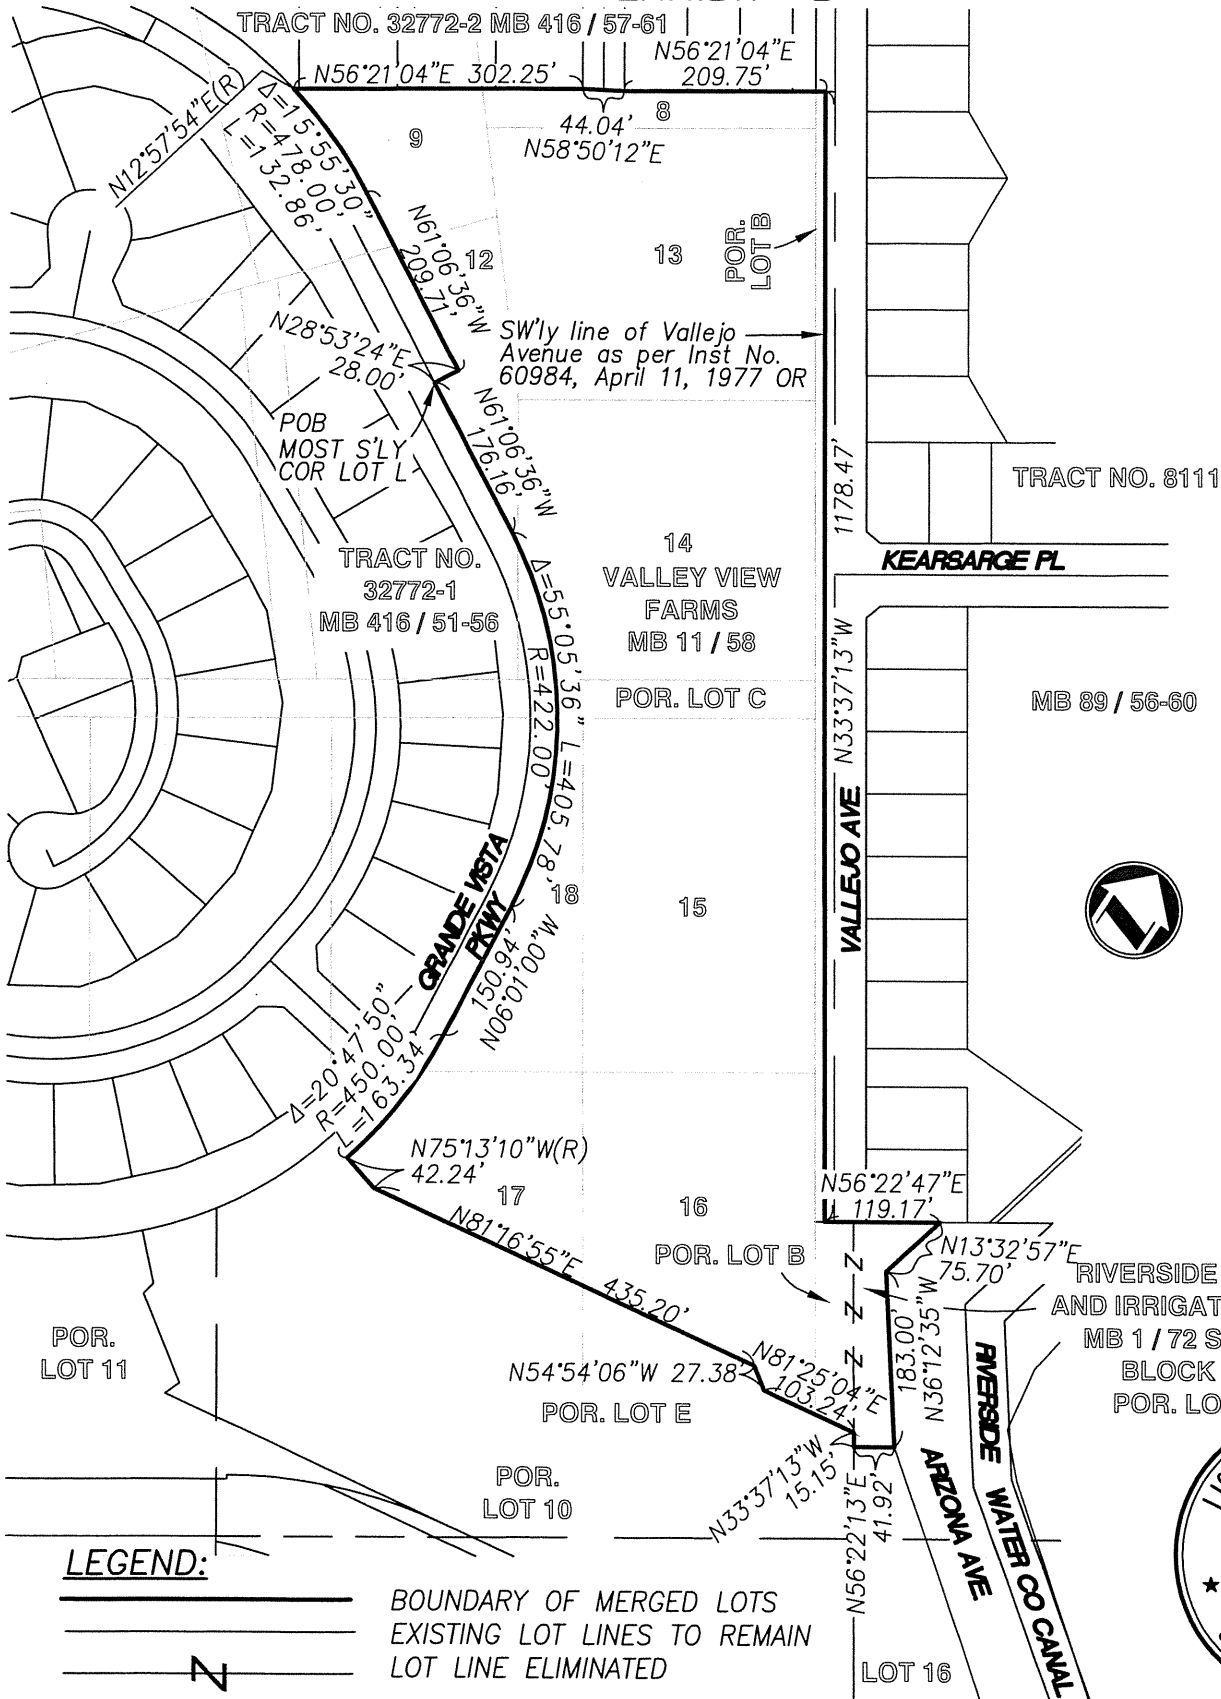 TRACT NO. 32772-2 MB 416 / 57-61
N56°21'04"E 302.25'
N56°21'04"E
209.75'
44.04'
N58°50'12"E
8
9
N12°57'54"E(R)
Δ=15°55'30"
R=478.00'
L=132.86'
N61°06'36"W
209.71'
12
13
POR.
LOT B
N28°53'24"E
28.00'
SW'ly line of Vallejo
Avenue as per Inst No.
60984, April 11, 1977 OR
POB
MOST S'LY
COR LOT L
N61°06'36"W
176.16'
1178.47'
TRACT NO. 8111
KEARSARGE PL
TRACT NO.
32772-1
MB 416 / 51-56
14
VALLEY VIEW
FARMS
MB 11 / 58
Δ=55°05'36" L=405.78'
R=422.00'
N33°37'13"W
POR. LOT C
MB 89 / 56-60
VALLEJO AVE.
GRANDE VISTA
PKWY
18
15
150.94'
N06°01'00"W
Δ=20°47'50"
R=450.00'
L=163.34'
N75°13'10"W(R)
42.24'
17
16
N56°22'47"E
119.17'
N81°16'55"E 435.20'
POR. LOT B
Z
Z
Z
N13°32'57"E
75.70'
RIVERSIDE
AND IRRIGAT
MB 1 / 72 S
BLOCK
POR. LO
183.00'
N36°12'35"W
POR.
LOT 11
N54°54'06"W 27.38'
N81°25'04"E
103.24'
POR. LOT E
POR.
LOT 10
N33°37'13"W
15.15'
N56°22'13"E
41.92'
ARIZONA AVE
RIVERSIDE WATER CO CANAL
LOT 16
LEGEND:
BOUNDARY OF MERGED LOTS
EXISTING LOT LINES TO REMAIN
Z
LOT LINE ELIMINATED